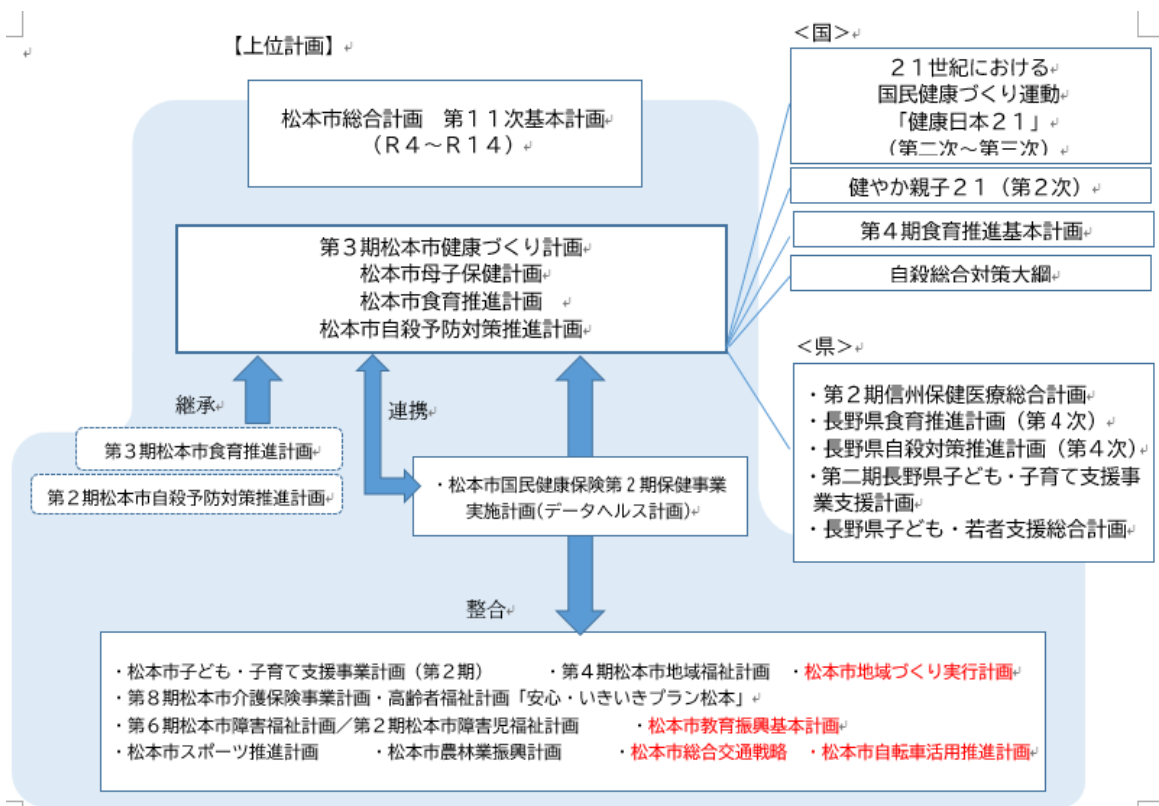 【上位計画】
松本市総合計画　第１１次基本計画
（Ｒ４～Ｒ１４）
＜国＞
２１世紀における
国民健康づくり運動
「健康日本２１」
（第二次～第三次）
健やか親子２１（第２次）
第４期食育推進基本計画
自殺総合対策大綱
第３期松本市健康づくり計画
松本市母子保健計画
松本市食育推進計画
松本市自殺予防対策推進計画
＜県＞
・第２期信州保健医療総合計画
・長野県食育推進計画（第４次）
・長野県自殺対策推進計画（第４次）
・第二期長野県子ども・子育て支援事
業支援計画
・長野県子ども・若者支援総合計画
継承
連携
第３期松本市食育推進計画
第２期松本市自殺予防対策推進計画
・松本市国民健康保険第２期保健事業
実施計画(データヘルス計画)
整合
・松本市子ども・子育て支援事業計画（第２期）　・第４期松本市地域福祉計画　・松本市地域づくり実行計画
・第８期松本市介護保険事業計画・高齢者福祉計画「安心・いきいきプラン松本」
・第６期松本市障害福祉計画／第２期松本市障害児福祉計画　・松本市教育振興基本計画
・松本市スポーツ推進計画　・松本市農林業振興計画　・松本市総合交通戦略　・松本市自転車活用推進計画